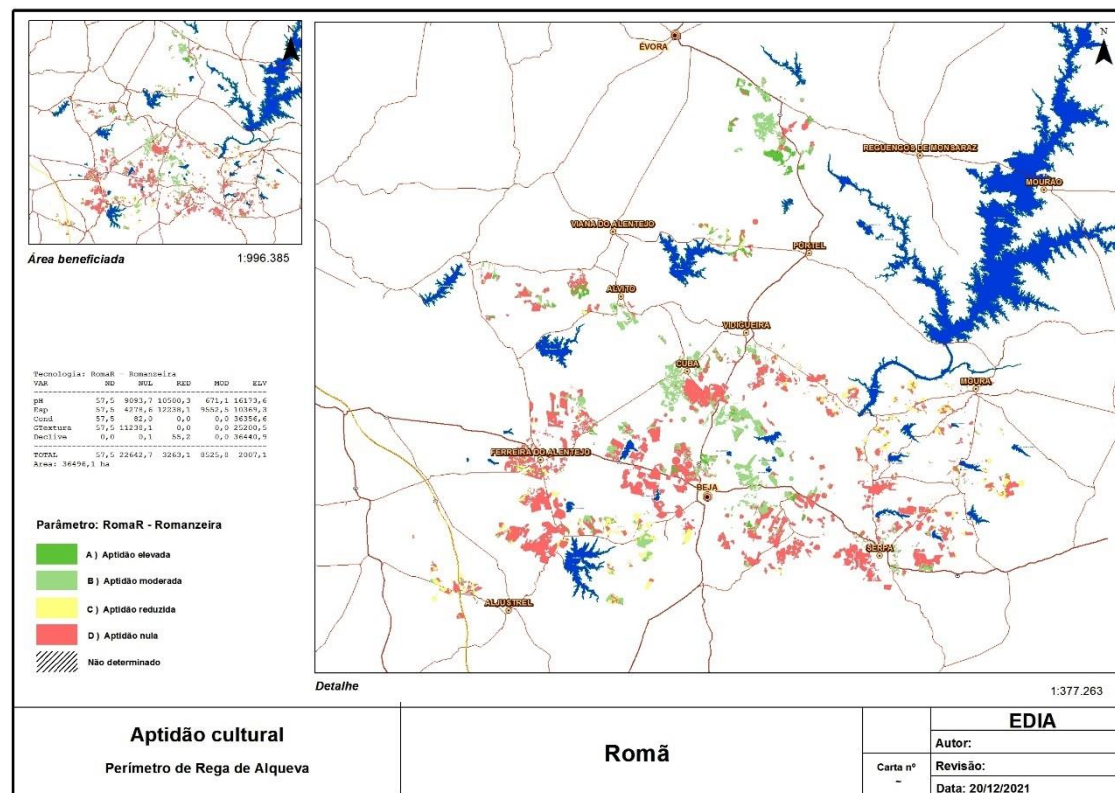 N
Área beneficiada 1:996.385
Tecnologia: RomaR - Romanzeira
VAR ND NUL RED MOD ELV
pH 57,5 9093,7 10500,3 671,1 16173,6
Esp 57,5 4278,6 12238,1 9552,5 10369,3
Cond 57,5 82,0 0,0 0,0 36356,6
GTextura 57,5 11238,1 0,0 0,0 25200,5
Declive 0,0 0,1 55,2 0,0 36440,9
TOTAL 57,5 22642,7 3263,1 8525,8 2007,1
Area: 36496,1 ha
Parâmetro: RomaR - Romanzeira
A ) Aptidão elevada
B ) Aptidão moderada
C ) Aptidão reduzida
D ) Aptidão nula
Não determinado
N
ÉVORA
REGUENGOS DE MONSARAZ
MOURÃO
VIANA DO ALENTEJO
PORTEL
ALVITO
VIDIGUEIRA
CUBA
MOURA
FERREIRA DO ALENTEJO
BEJA
SERPA
ALJUSTREL
Detalhe
1:377.263
Aptidão cultural
Perímetro de Rega de Alqueva
Romã
Carta nº
-
EDIA
Autor:
Revisão:
Data: 20/12/2021